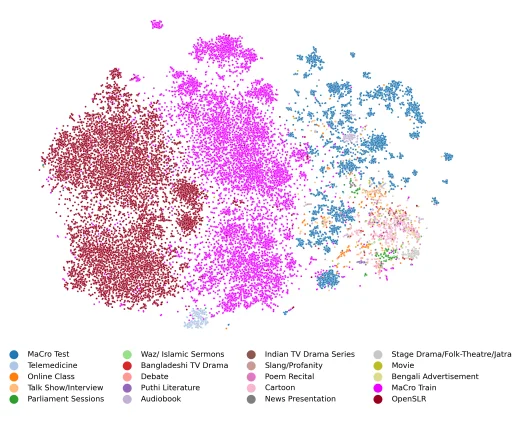 MaCro Test
Telemedicine
Online Class
Talk Show/Interview
Parliament Sessions
Waz/ Islamic Sermons
Bangladeshi TV Drama
Debate
Puthi Literature
Audiobook
Indian TV Drama Series
Slang/Profanity
Poem Recital
Cartoon
News Presentation
Stage Drama/Folk-Theatre/Jatra
Movie
Bengali Advertisement
MaCro Train
OpenSLR